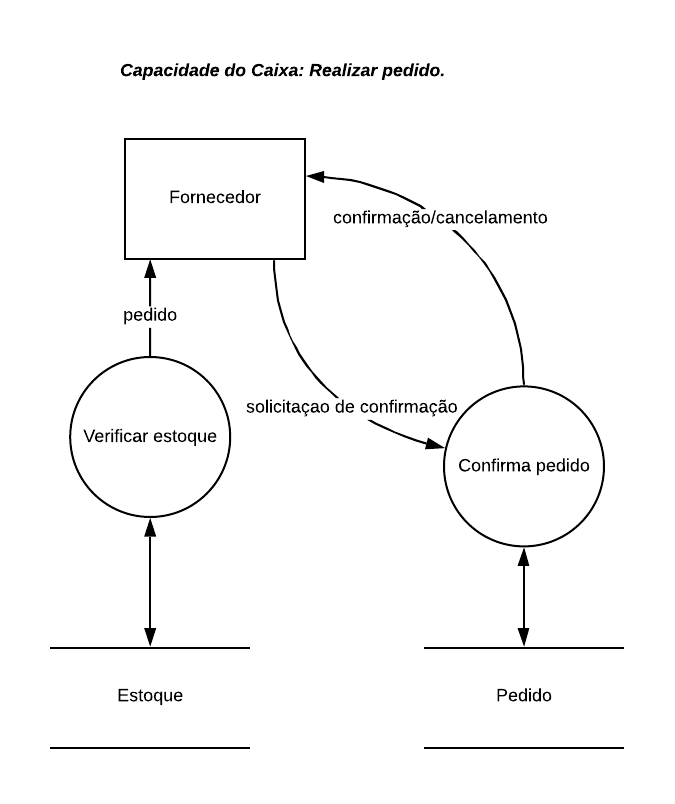 Capacidade do Caixa: Realizar pedido.
Fornecedor
confirmação/cancelamento
pedido
solicitaçao de confirmação
Verificar estoque
Confirma pedido
Estoque
Pedido